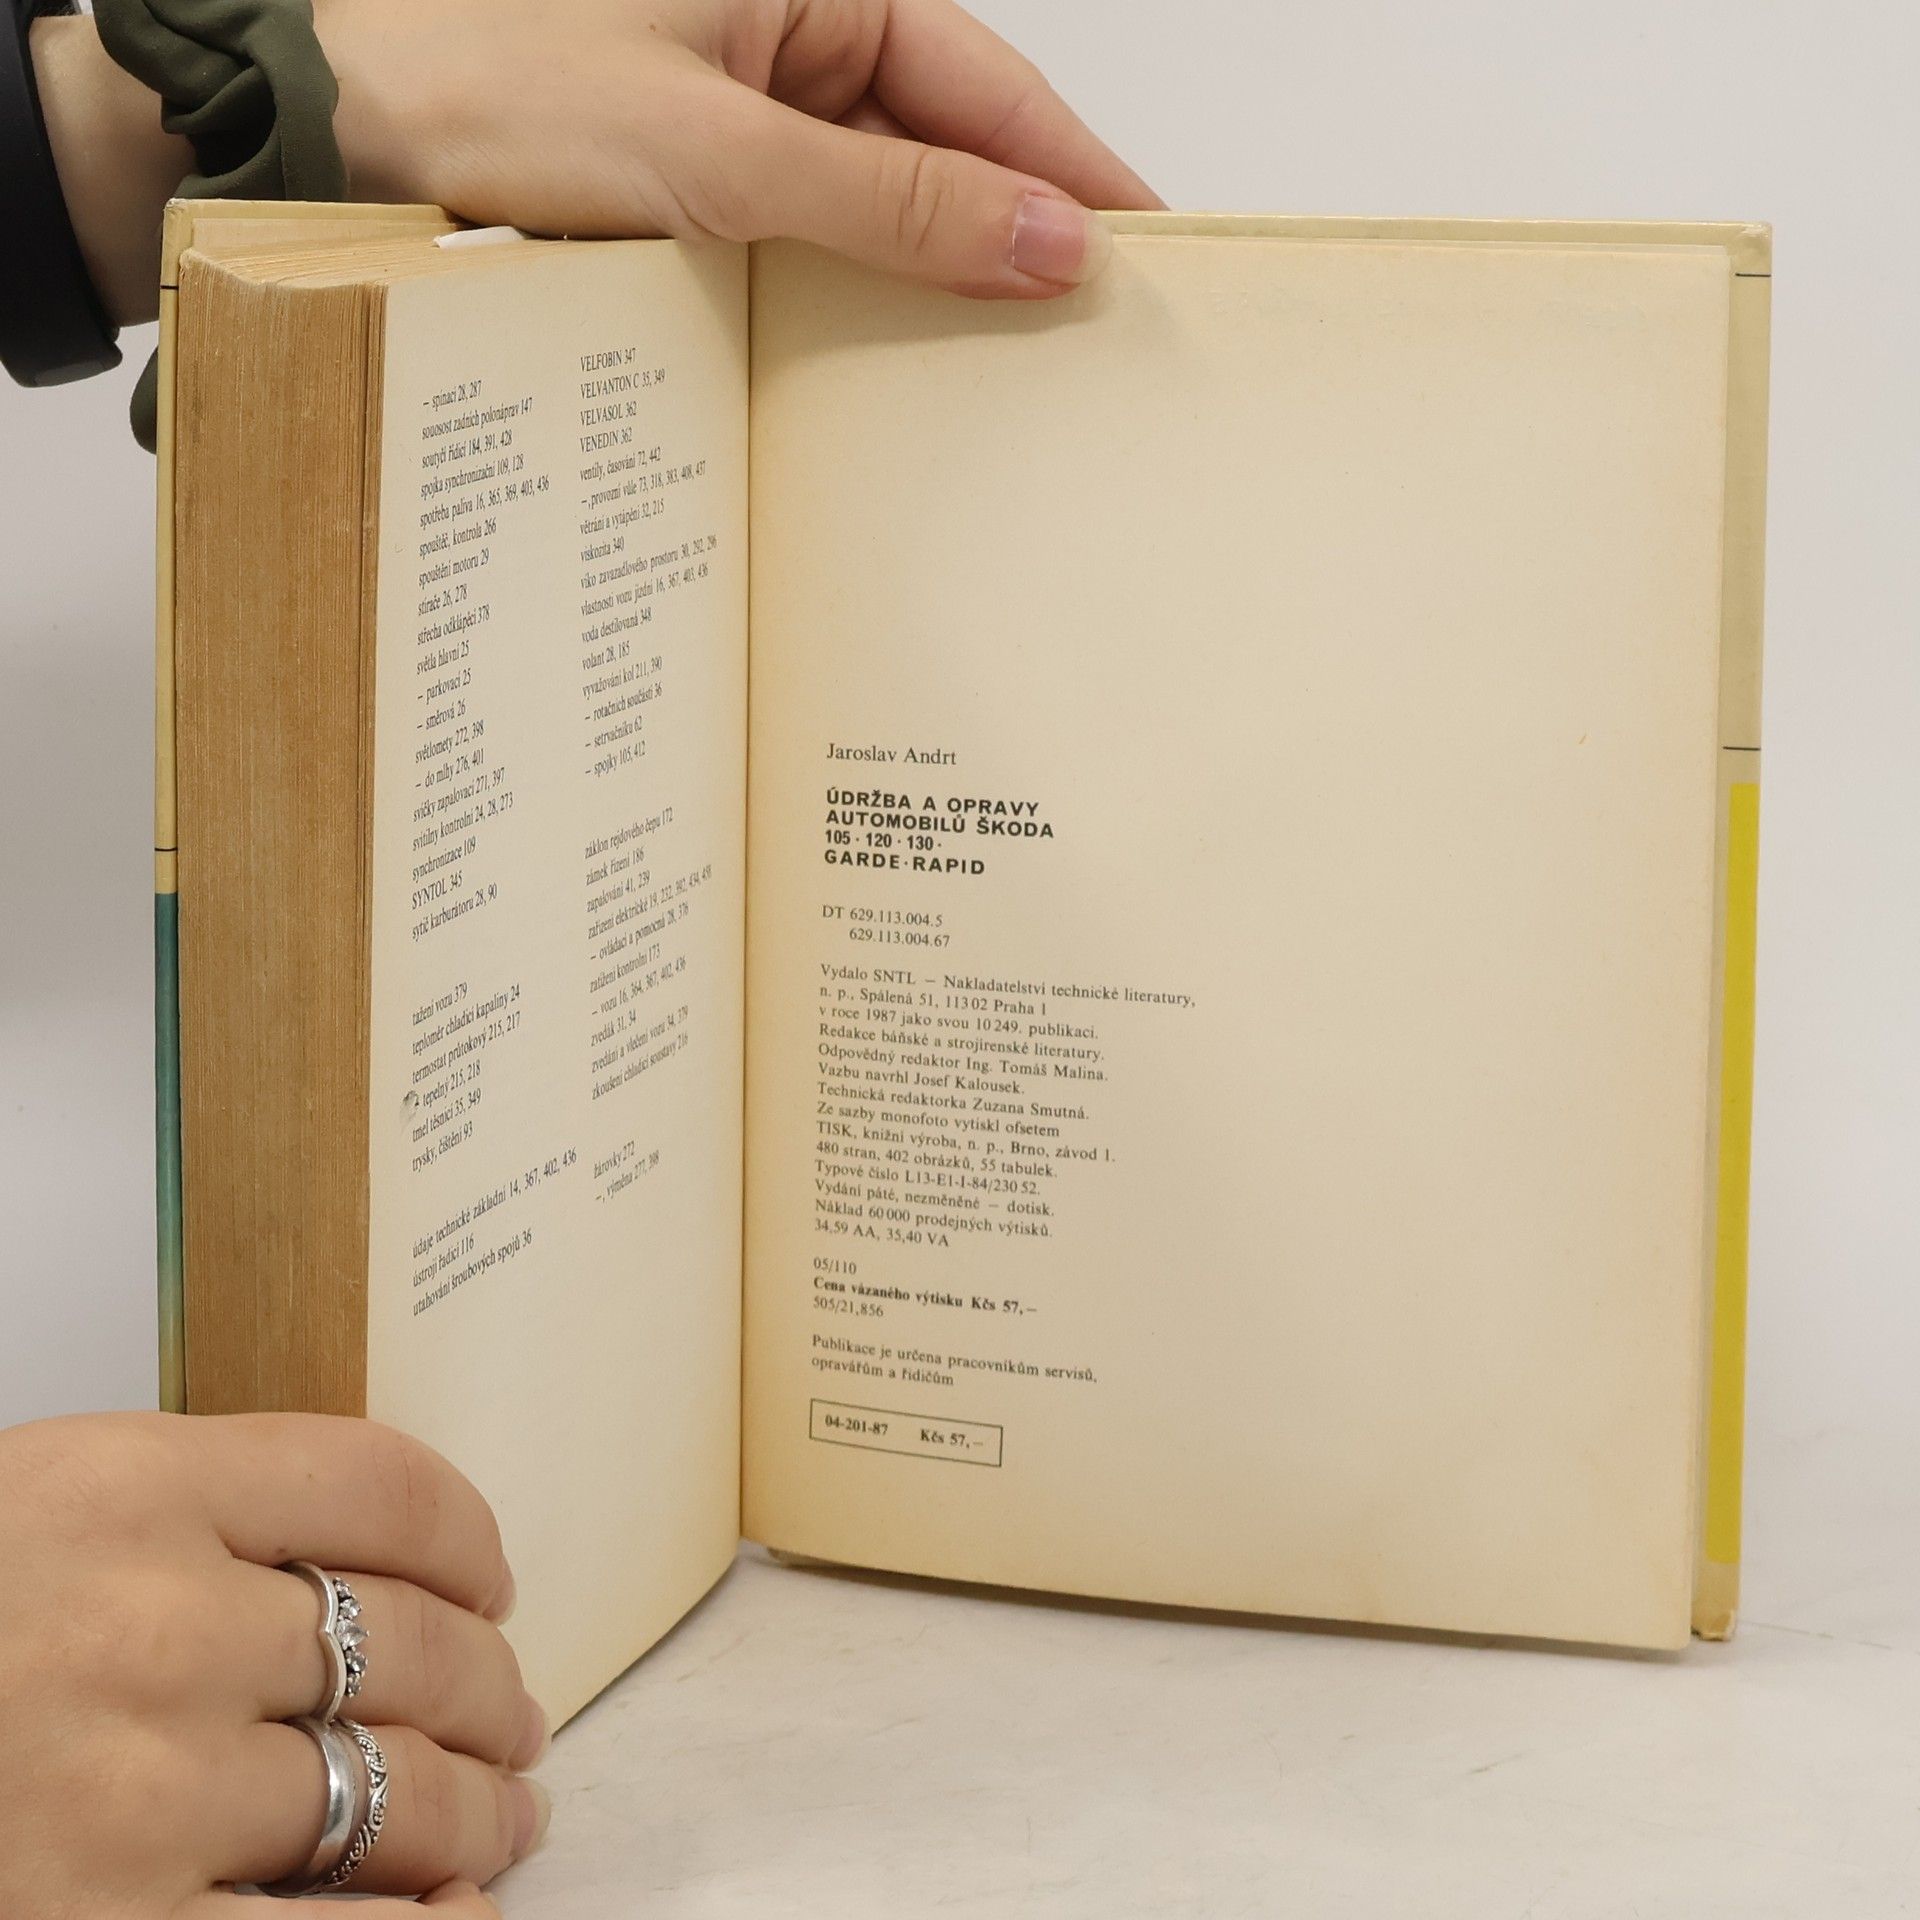 – spínací 28, 287
souosost zadních polonáprav 147
soutyčí řídicí 184, 391, 428
spojka synchronizační 109, 128
spotřeba paliva 16, 365, 369, 403, 436
spouštěč, kontrola 266
spouštění motoru 29
stírače 26, 278
střecha odklápěcí 378
světla hlavní 25
– parkovací 25
– směrová 26
světlomety 272, 398
– do mlhy 276, 401
svíčky zapalovací 271, 397
svítilny kontrolní 24, 28, 273
synchronizace 109
SYNTOL 345
sytič karburátoru 28, 90
tažení vozu 379
teploměr chladicí kapaliny 24
termostat průtokový 215, 217
tepelný 215, 218
tmel těsnicí 35, 349
trysky, čištění 93
údaje technické základní 14, 367, 402, 436
ústrojí řadicí 116
utahování šroubových spojů 36
VELFOBIN 347
VELVANTON C 35, 349
VELVASOL 362
VENEDIN 362
ventily, časování 72, 442
–, provozní vůle 73, 318, 383, 408, 437
větrání a vytápění 32, 215
viskozita 340
víko zavazadlového prostoru 30, 292, 296
vlastnosti vozu jízdní 16, 367, 403, 436
voda destilovaná 348
volant 28, 185
vyvažování kol 211, 390
– rotačních součástí 36
– setrvačníku 62
– spojky 105, 412
záklon rejdového čepu 172
zámek řízení 186
zapalování 41, 239
zařízení elektrické 19, 232, 392, 434, 458
– ovládací a pomocná 28, 376
zatížení kontrolní 173
– vozu 16, 364, 367, 402, 436
zvedák 31, 34
zvedání a vlečení vozu 34, 379
zkoušení chladicí soustavy 216
žárovky 272
–, výměna 277, 398
Jaroslav Andrt
ÚDRŽBA A OPRAVY
AUTOMOBILŮ ŠKODA
105 · 120 · 130 ·
GARDE · RAPID
DT 629.113.004.5
629.113.004.67
Vydalo SNTL – Nakladatelství technické literatury,
n. p., Spálená 51, 113 02 Praha 1
v roce 1987 jako svou 10 249. publikaci.
Redakce báňské a strojírenské literatury.
Odpovědný redaktor Ing. Tomáš Malina.
Vazbu navrhl Josef Kalousek.
Technická redaktorka Zuzana Smutná.
Ze sazby monofoto vytiskl ofsetem
TISK, knižní výroba, n. p., Brno, závod 1.
480 stran, 402 obrázků, 55 tabulek.
Typové číslo L13-E1-I-84/230 52.
Vydání páté, nezměněné – dotisk.
Náklad 60 000 prodejných výtisků.
34,59 AA, 35,40 VA
05/110
Cena vázaného výtisku Kčs 57,–
505/21,856
Publikace je určena pracovníkům servisů,
opravářům a řidičům
04-201-87 Kčs 57,–